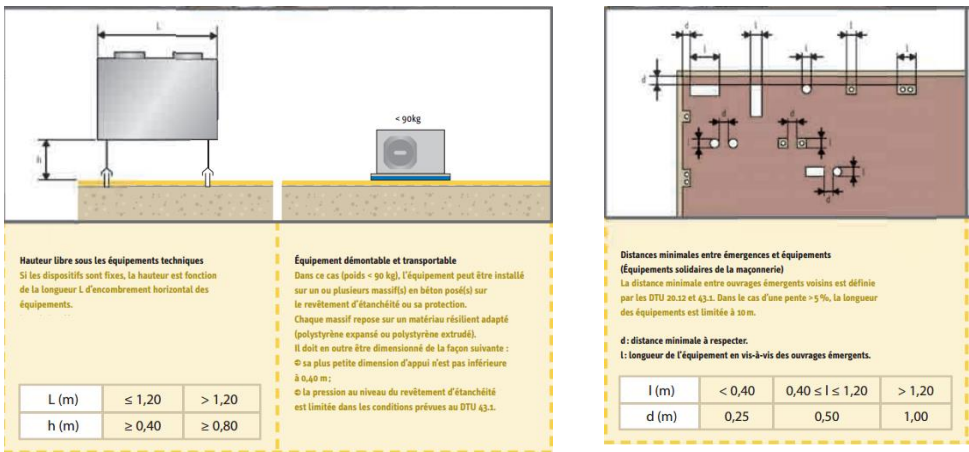 L
h
< 90kg
Hauteur libre sous les équipements techniques
Si les dispositifs sont fixes, la hauteur est fonction
de la longueur L d'encombrement horizontal des
équipements.
L (m) ≤ 1,20 > 1,20
h (m) ≥ 0,40 ≥ 0,80
Équipement démontable et transportable
Dans ce cas (poids < 90 kg), l'équipement peut être installé
sur un ou plusieurs massif(s) en béton posé(s) sur
le revêtement d'étanchéité ou sa protection.
Chaque massif repose sur un matériau résilient adapté
(polystyrène expansé ou polystyrène extrudé).
Il doit en outre être dimensionné de la façon suivante :
sa plus petite dimension d'appui n'est pas inférieure
à 0,40 m ;
la pression au niveau du revêtement d'étanchéité
est limitée dans les conditions prévues au DTU 43.1.
d l l l l
d l
d d
l l
l
d
Distances minimales entre émergences et équipements
(Équipements solidaires de la maçonnerie)
La distance minimale entre ouvrages émergents voisins est définie
par les DTU 20.12 et 43.1. Dans le cas d'une pente > 5 %, la longueur
des équipements est limitée à 10 m.
d : distance minimale à respecter.
l : longueur de l'équipement en vis-à-vis des ouvrages émergents.
l (m) < 0,40 0,40 ≤ l ≤ 1,20 > 1,20
d (m) 0,25 0,50 1,00